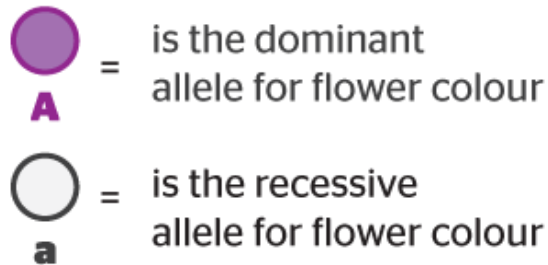 = is the dominant
allele for flower colour
A
= is the recessive
allele for flower colour
a